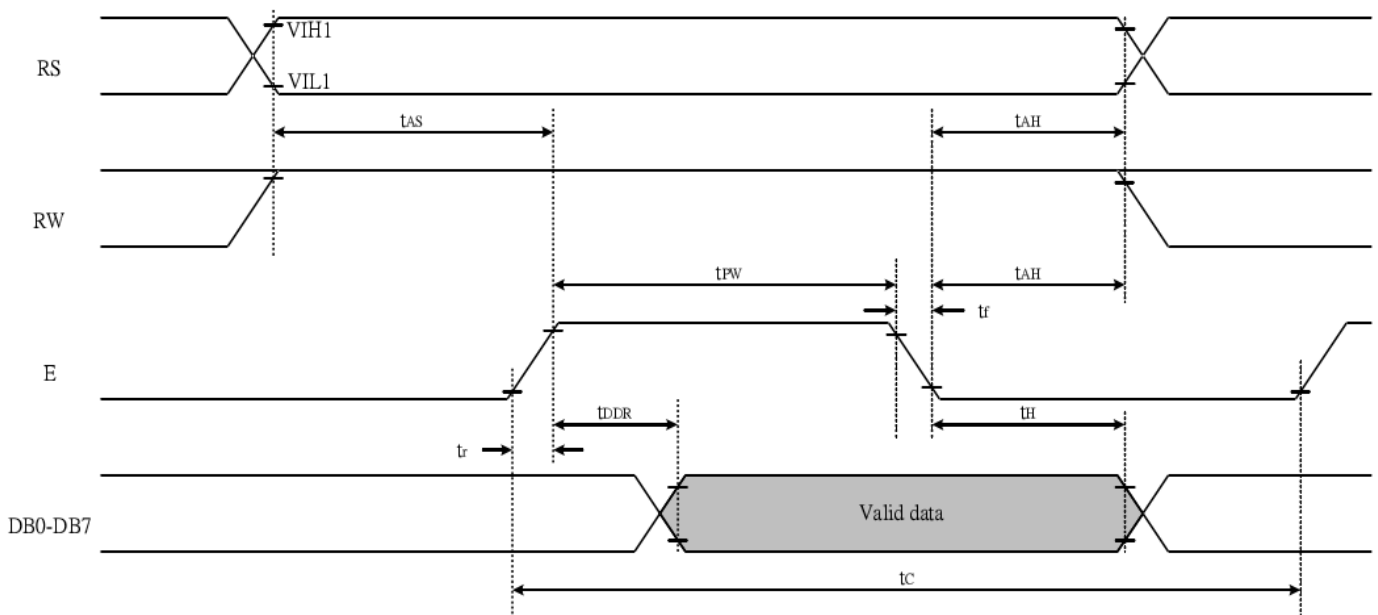 VIH1
RS
VIL1
tAS
tAH
RW
tPW
tAH
tf
E
tDDR
tH
tr
Valid data
DB0-DB7
tC